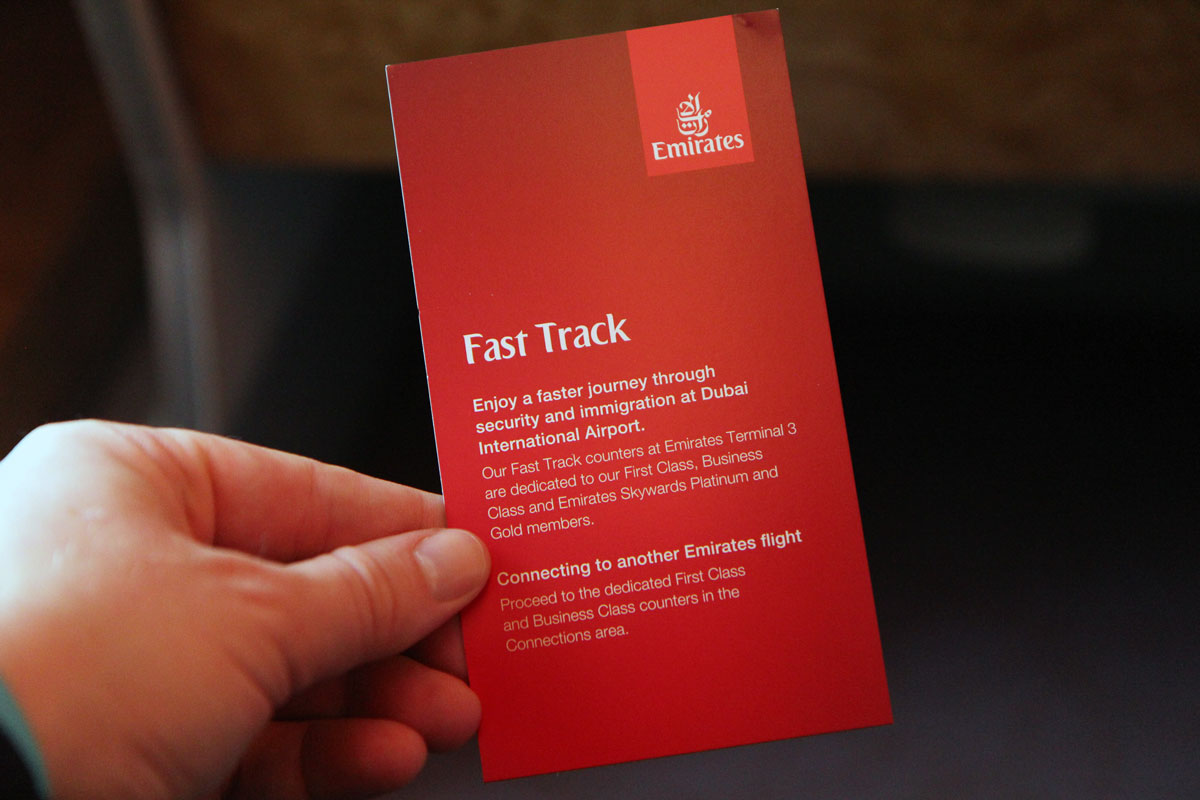 Emirates
Fast Track
Enjoy a faster journey through
security and immigration at Dubai
International Airport.
Our Fast Track counters at Emirates Terminal 3
are dedicated to our First Class, Business
Class and Emirates Skywards Platinum and
Gold members.
Connecting to another Emirates flight
Proceed to the dedicated First Class
and Business Class counters in the
Connections area.